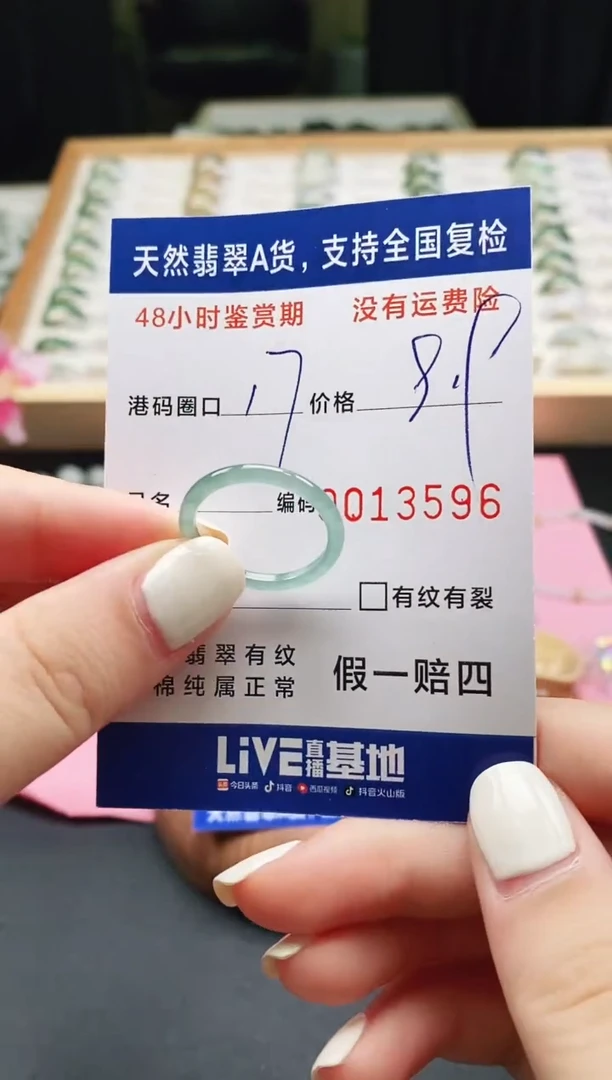 天然翡翠A货，支持全国复检
48小时鉴赏期 没有运费险
港码圈口 17 价格
编码 0013596
□有纹有裂
翡翠有纹
棉纯属正常
假一赔四
LiVE直播基地
今日头条 抖音 西瓜视频 抖音火山版